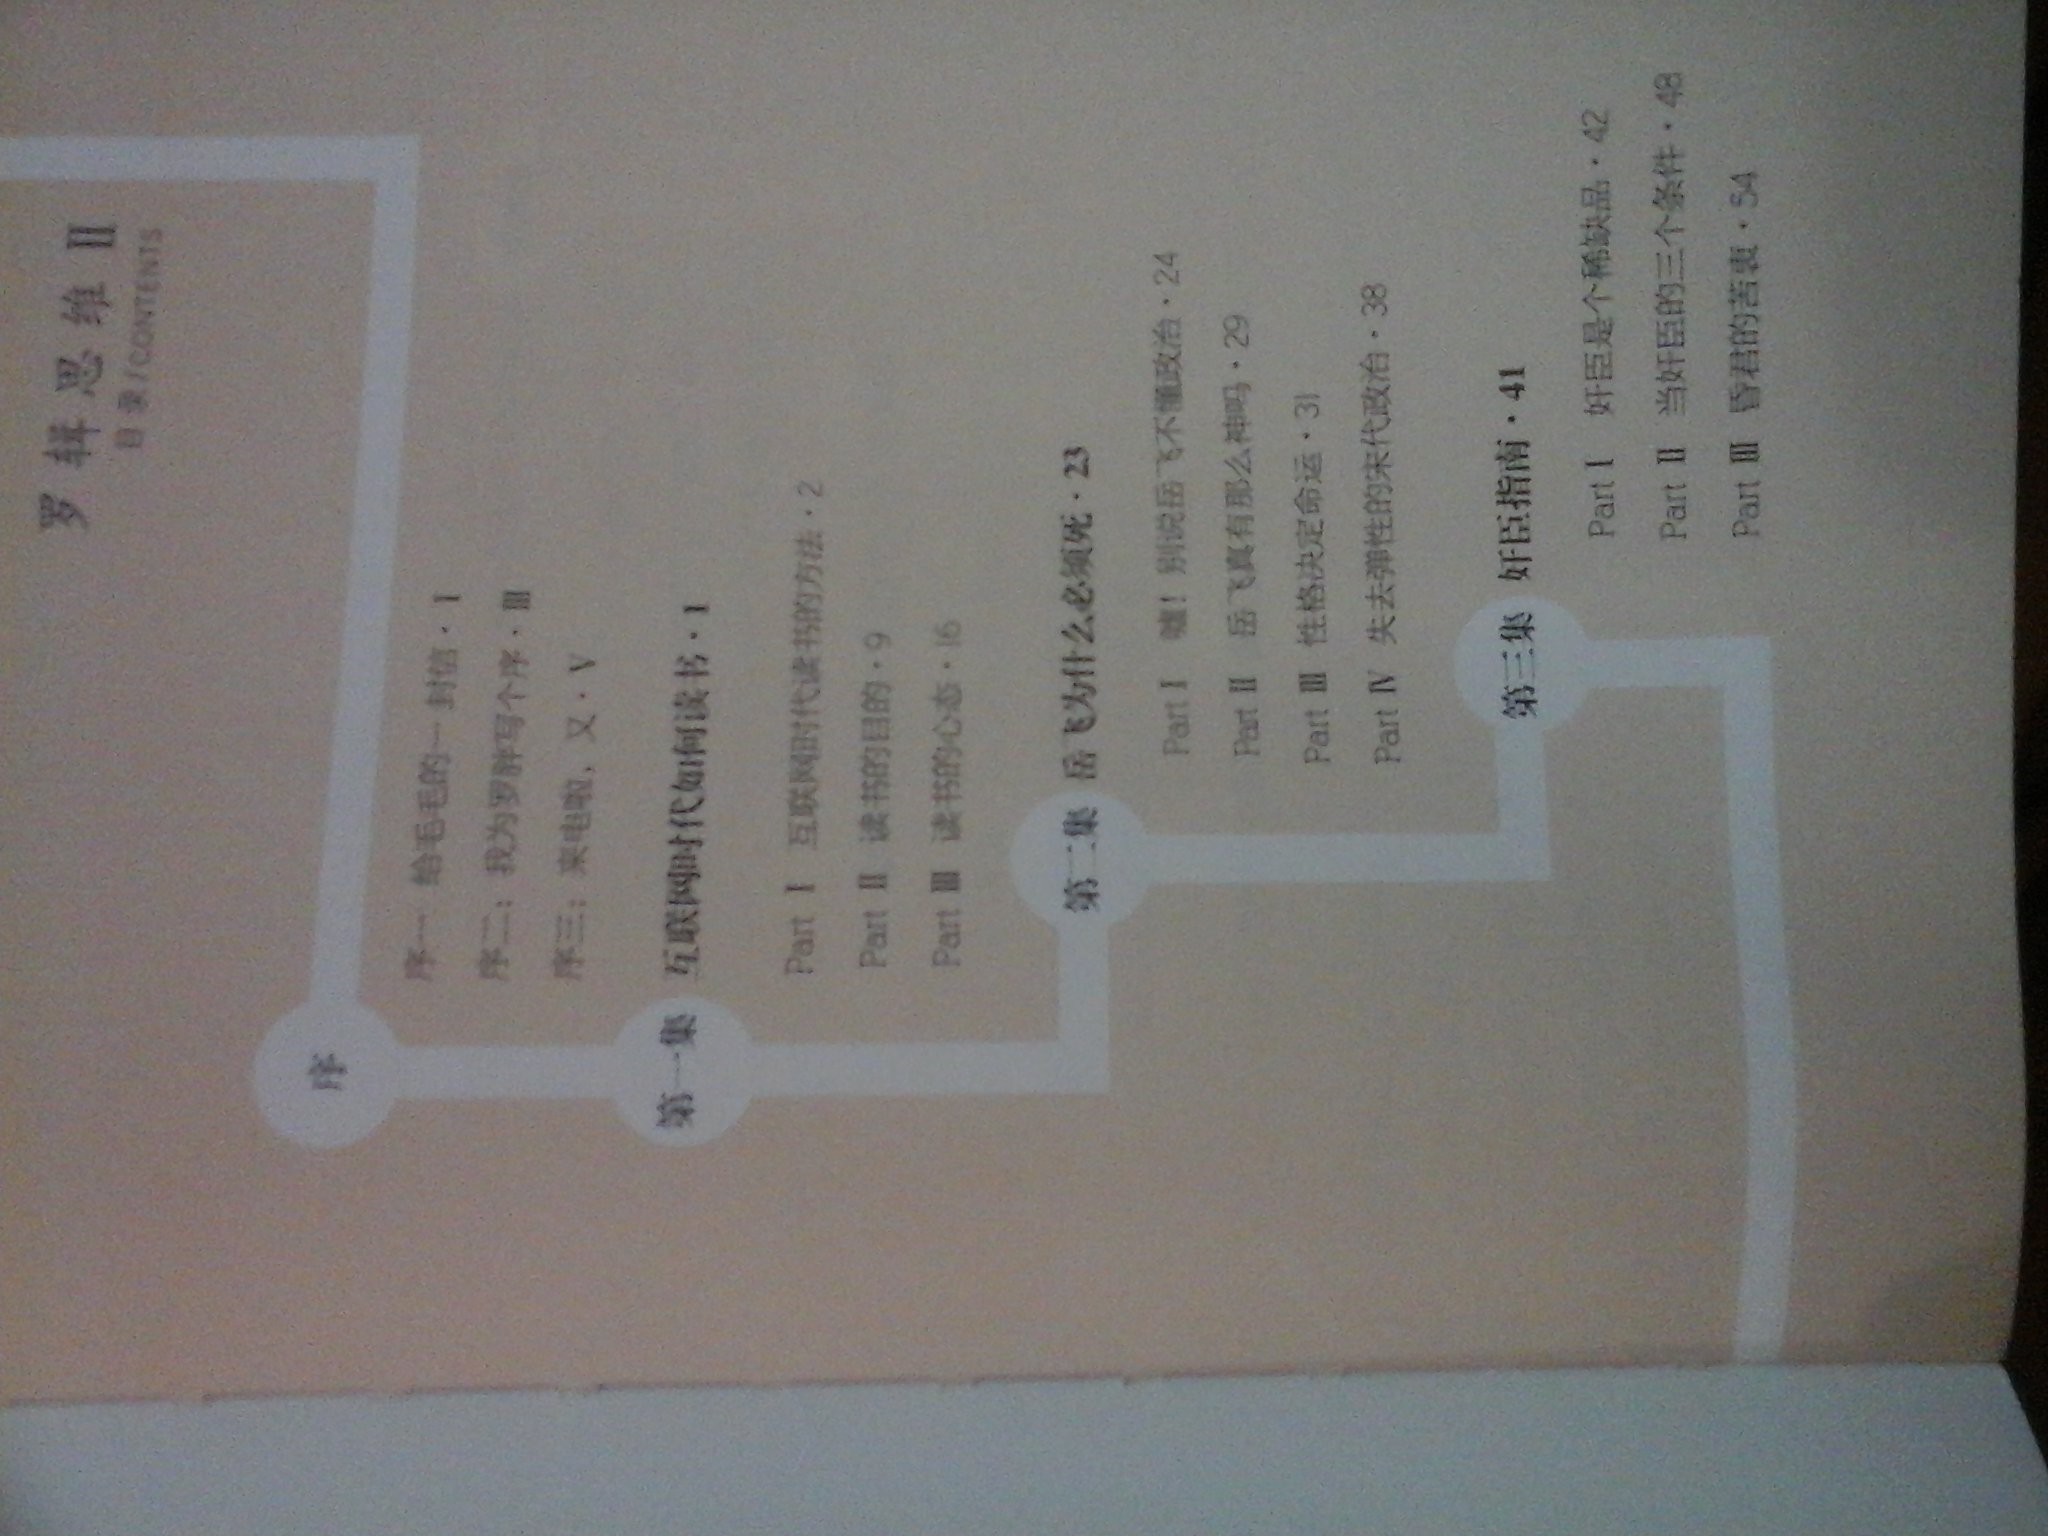 罗辑思维 II
目录/CONTENTS
序
序一 给毛毛的一封信·I
序二：我为罗胖写个序·III
序三：来电啦，又·V
第一集 互联网时代如何读书·1
Part I 互联网时代读书的方法·2
Part II 读书的目的·9
Part III 读书的心态·16
第二集 岳飞为什么必须死·23
Part I 嘘！别说岳飞不懂政治·24
Part II 岳飞真有那么神吗·29
Part III 性格决定命运·31
Part IV 失去弹性的宋代政治·38
第三集 奸臣指南·41
Part I 奸臣是个稀缺品·42
Part II 当奸臣的三个条件·48
Part III 昏君的苦衷·54